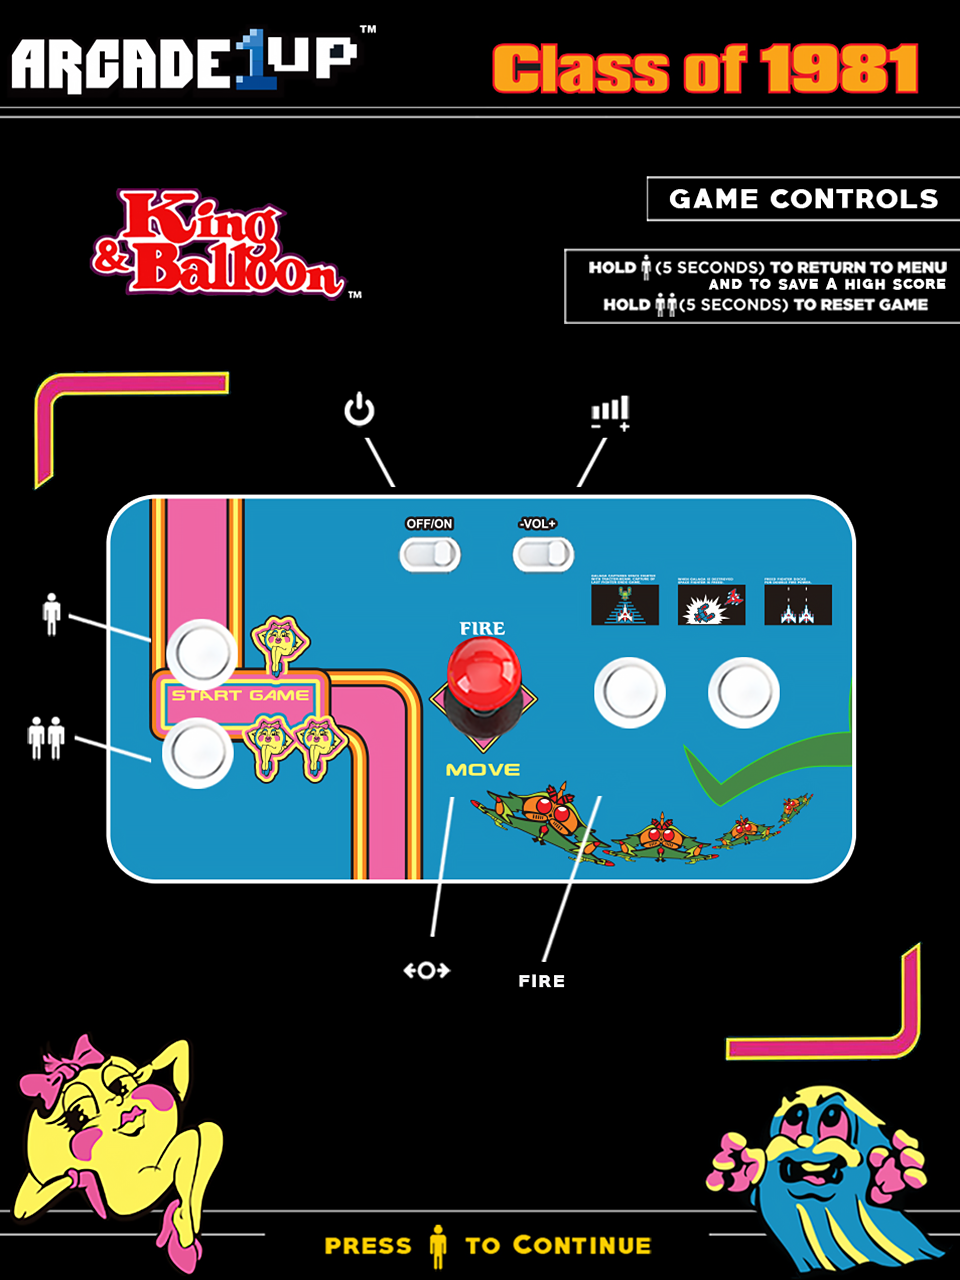 ARCADE1UP™
Class of 1981
King
& Balloon™
GAME CONTROLS
HOLD (5 SECONDS) TO RETURN TO MENU
AND TO SAVE A HIGH SCORE
HOLD (5 SECONDS) TO RESET GAME
- +
OFF/ON
-VOL+
FIRE
START GAME
MOVE
FIRE
PRESS TO CONTINUE